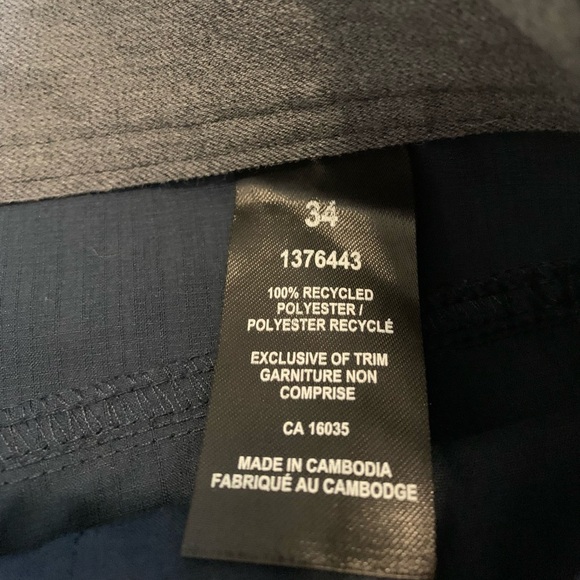 34
1376443
100% RECYCLED
POLYESTER /
POLYESTER RECYCLÉ
EXCLUSIVE OF TRIM
GARNITURE NON
COMPRISE
CA 16035
MADE IN CAMBODIA
FABRIQUÉ AU CAMBODGE